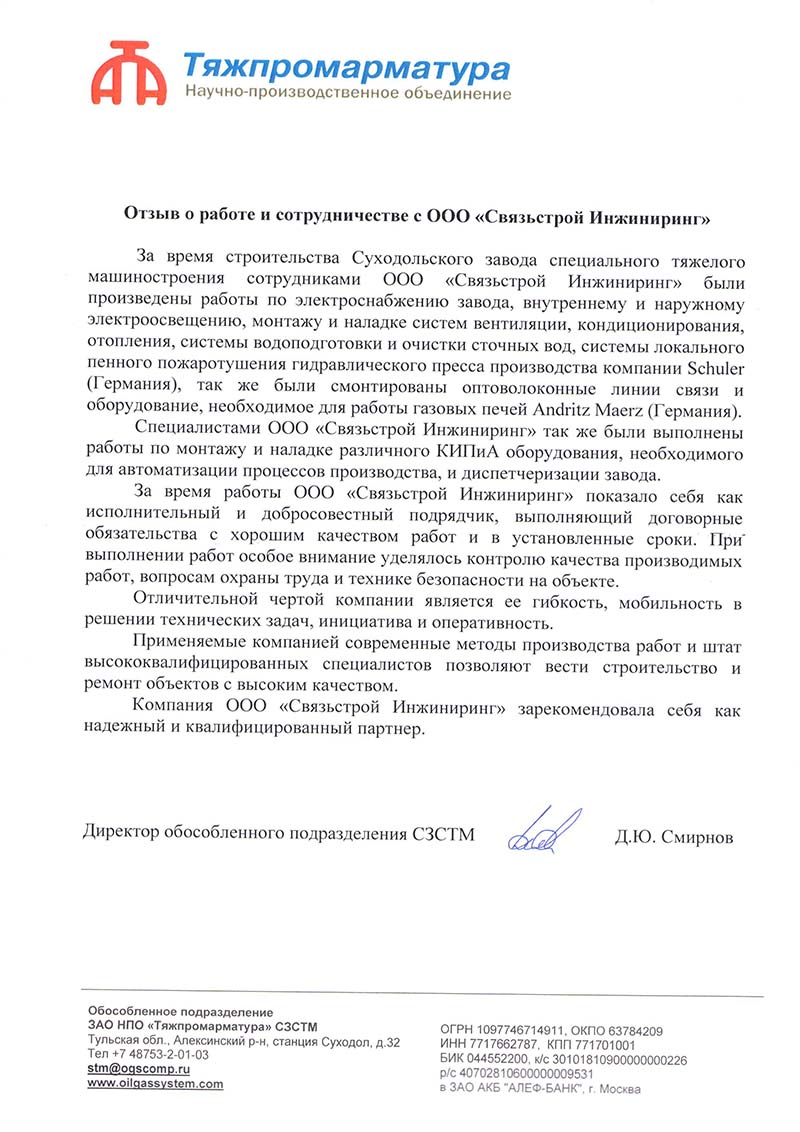 Тяжпромарматура
Научно-производственное объединение
Отзыв о работе и сотрудничестве с ООО «Связьстрой Инжиниринг»
За время строительства Суходольского завода специального тяжелого
машиностроения сотрудниками ООО «Связьстрой Инжиниринг» были
произведены работы по электроснабжению завода, внутреннему и наружному
электроосвещению, монтажу и наладке систем вентиляции, кондиционирования,
отопления, системы водоподготовки и очистки сточных вод, системы локального
пенного пожаротушения гидравлического пресса производства компании Schuler
(Германия), так же были смонтированы оптоволоконные линии связи и
оборудование, необходимое для работы газовых печей Andritz Maerz (Германия).
Специалистами ООО «Связьстрой Инжиниринг» так же были выполнены
работы по монтажу и наладке различного КИПиА оборудования, необходимого
для автоматизации процессов производства, и диспетчеризации завода.
За время работы ООО «Связьстрой Инжиниринг» показало себя как
исполнительный и добросовестный подрядчик, выполняющий договорные
обязательства с хорошим качеством работ и в установленные сроки. При
выполнении работ особое внимание уделялось контролю качества производимых
работ, вопросам охраны труда и технике безопасности на объекте.
Отличительной чертой компании является ее гибкость, мобильность в
решении технических задач, инициатива и оперативность.
Применяемые компанией современные методы производства работ и штат
высококвалифицированных специалистов позволяют вести строительство и
ремонт объектов с высоким качеством.
Компания ООО «Связьстрой Инжиниринг» зарекомендовала себя как
надежный и квалифицированный партнер.
Директор обособленного подразделения СЗСТМ Д.Ю. Смирнов
Обособленное подразделение
ЗАО НПО «Тяжпромарматура» СЗСТМ
Тульская обл., Алексинский р-н, станция Суходол, д.32
Тел +7 48753-2-01-03
stm@ogscomp.ru
www.oilgassystem.com
ОГРН 1097746714911, ОКПО 63784209
ИНН 7717662787, КПП 771701001
БИК 044552200, к/с 30101810900000000226
р/с 40702810600000009531
в ЗАО АКБ "АЛЕФ-БАНК", г. Москва